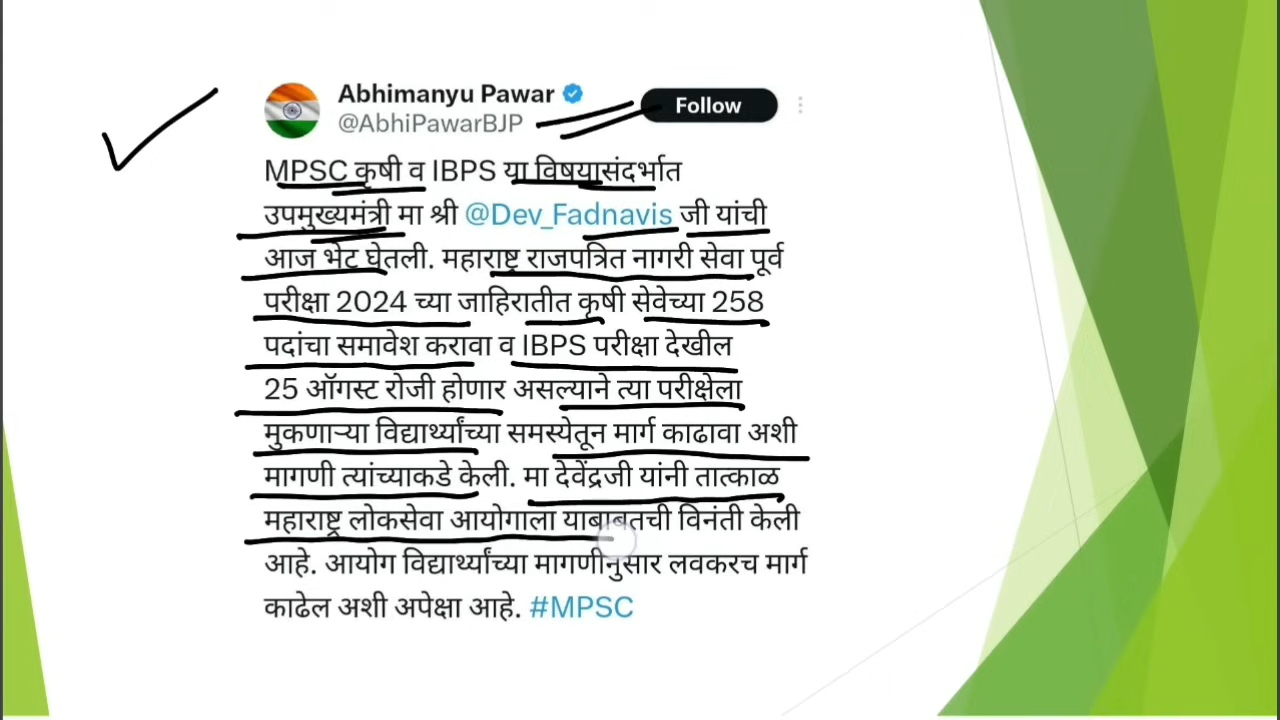 Abhimanyu Pawar
Follow
@AbhiPawarBJP
MPSC कृषी व IBPS या विषयासंदर्भात
उपमुख्यमंत्री मा श्री @Dev_Fadnavis जी यांची
आज भेट घेतली. महाराष्ट्र राजपत्रित नागरी सेवा पूर्व
परीक्षा 2024 च्या जाहिरातीत कृषी सेवेच्या 258
पदांचा समावेश करावा व IBPS परीक्षा देखील
25 ऑगस्ट रोजी होणार असल्याने त्या परीक्षेला
मुकणाऱ्या विद्यार्थ्यांच्या समस्येतून मार्ग काढावा अशी
मागणी त्यांच्याकडे केली. मा देवेंद्रजी यांनी तात्काळ
महाराष्ट्र लोकसेवा आयोगाला याबाबतची विनंती केली
आहे. आयोग विद्यार्थ्यांच्या मागणीनुसार लवकरच मार्ग
काढेल अशी अपेक्षा आहे. #MPSC